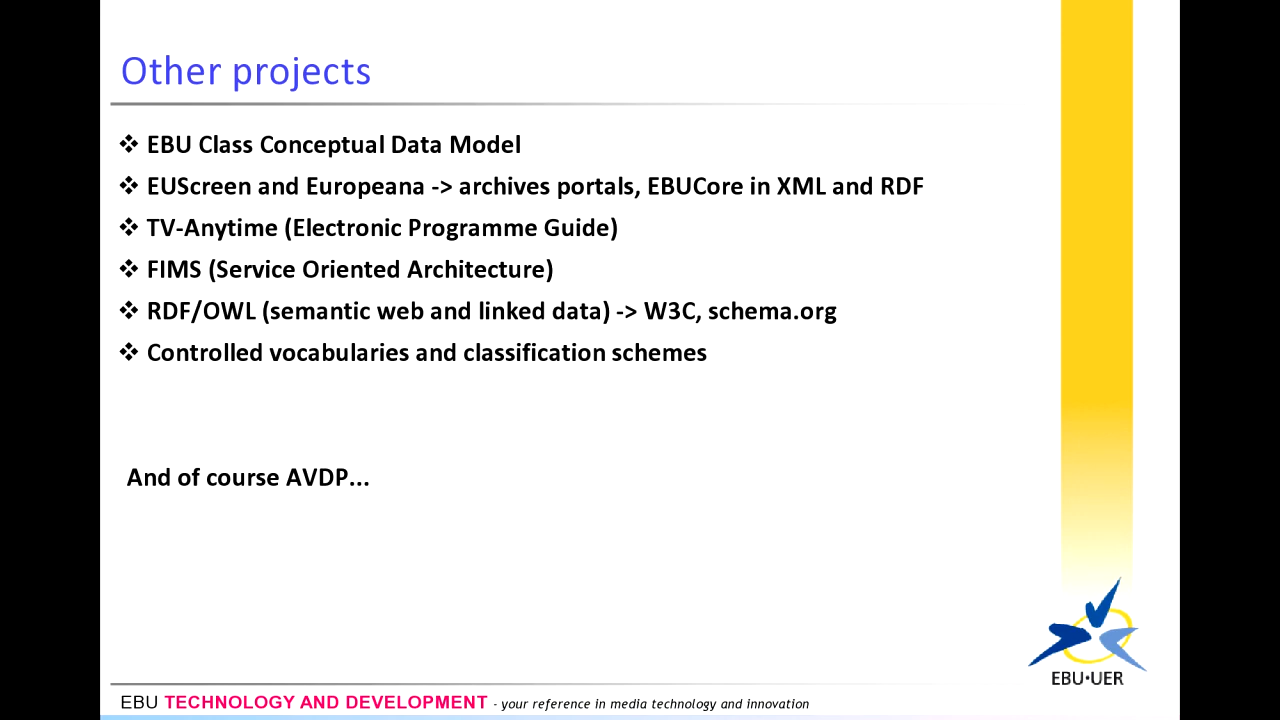 Other projects
❖ EBU Class Conceptual Data Model
❖ EUScreen and Europeana -> archives portals, EBUCore in XML and RDF
❖ TV-Anytime (Electronic Programme Guide)
❖ FIMS (Service Oriented Architecture)
❖ RDF/OWL (semantic web and linked data) -> W3C, schema.org
❖ Controlled vocabularies and classification schemes
And of course AVDP...
EBU•UER
EBU TECHNOLOGY AND DEVELOPMENT - your reference in media technology and innovation